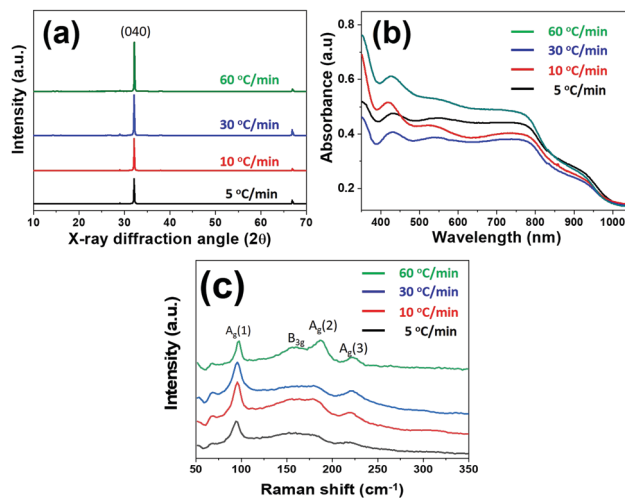 (a)
(040)
60 °C/min
30 °C/min
10 °C/min
5 °C/min
Intensity (a.u.)
10 20 30 40 50 60 70
X-ray diffraction angle (2θ)
(b)
60 °C/min
30 °C/min
10 °C/min
5 °C/min
Absorbance (a.u)
0.8
0.6
0.4
0.2
400 500 600 700 800 900 1000
Wavelength (nm)
(c)
60 °C/min
30 °C/min
10 °C/min
5 °C/min
Ag(1)
B3g
Ag(2)
Ag(3)
Intensity (a.u.)
50 100 150 200 250 300 350
Raman shift (cm-1)